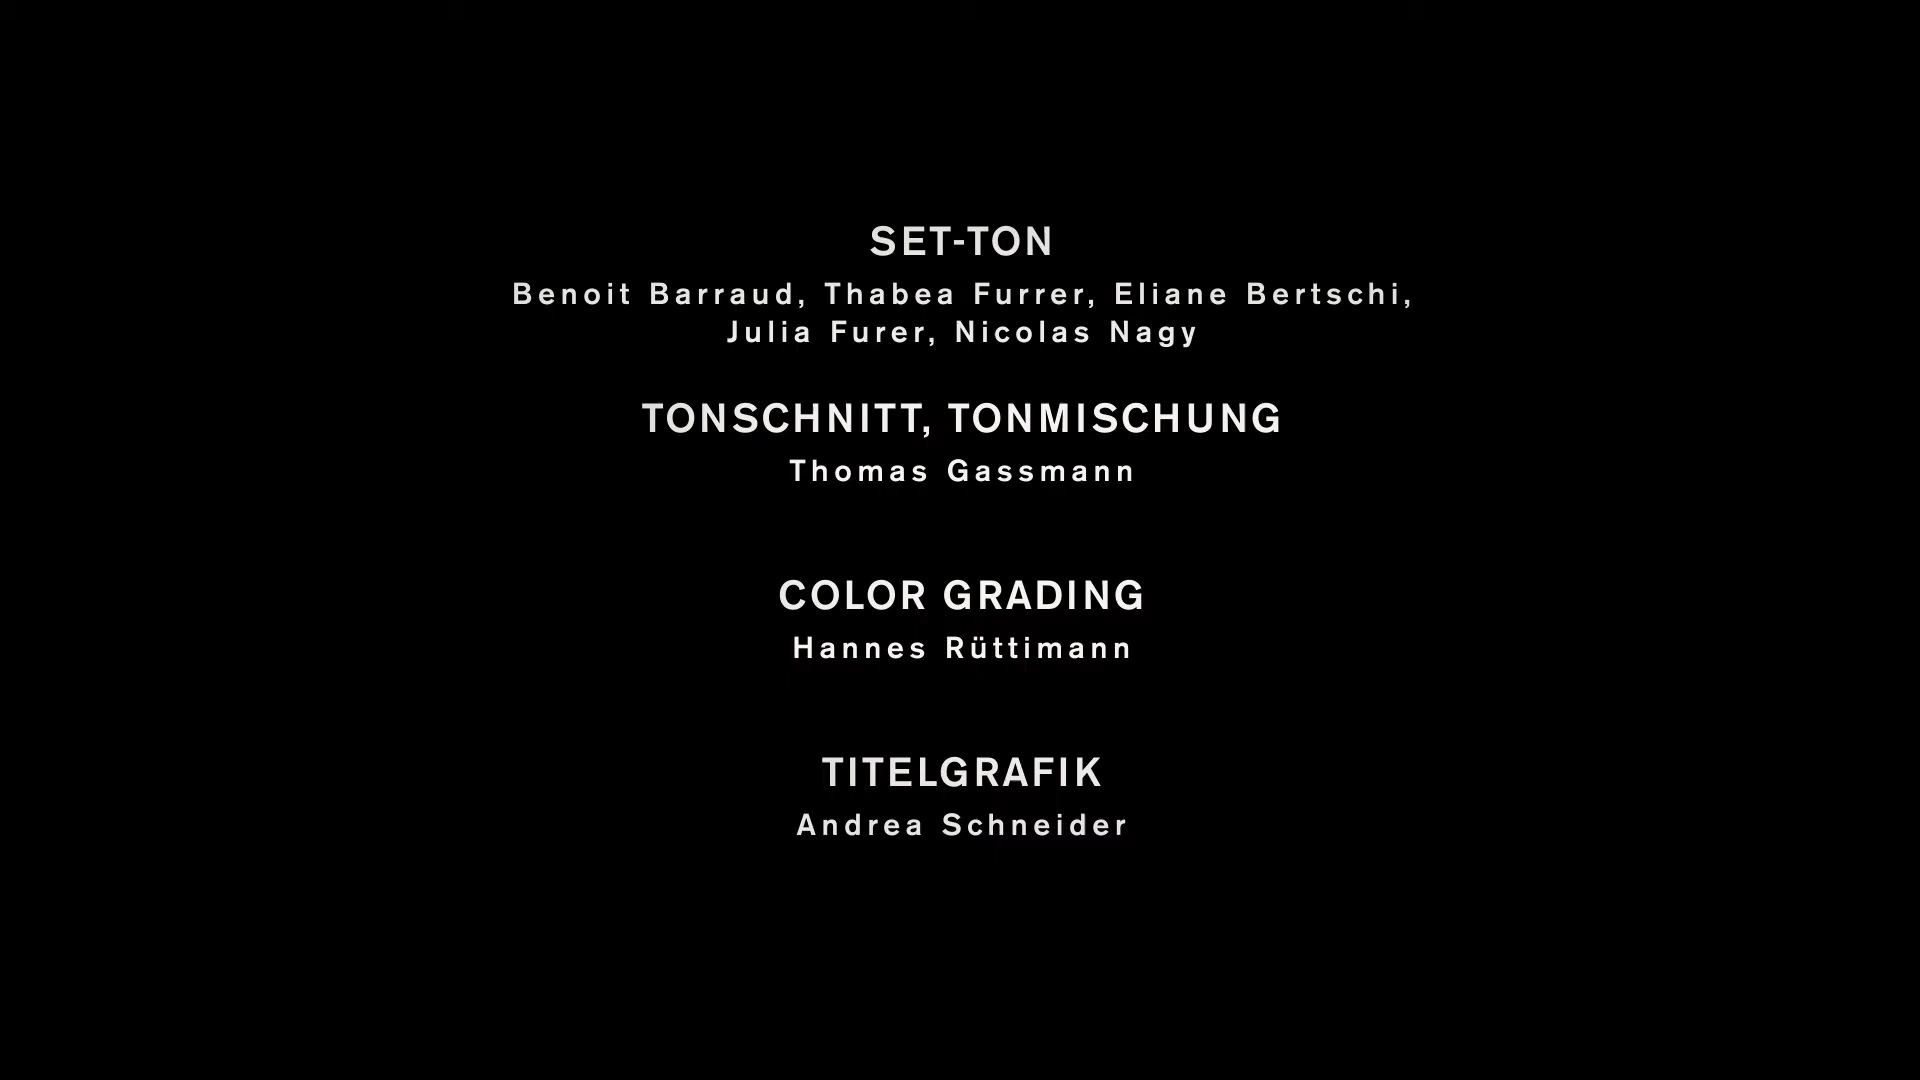 SET-TON
Benoit Barraud, Thabea Furrer, Eliane Bertschi,
Julia Furer, Nicolas Nagy
TONSCHNITT, TONMISCHUNG
Thomas Gassmann
COLOR GRADING
Hannes Rüttimann
TITELGRAFIK
Andrea Schneider